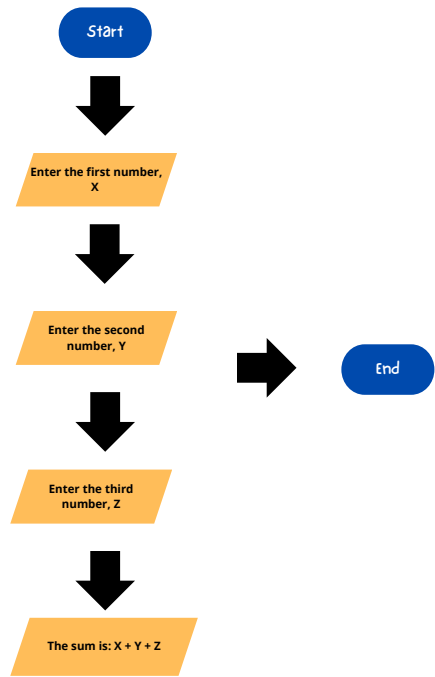 Start
Enter the first number,
X
Enter the second
number, Y
End
Enter the third
number, Z
The sum is: X + Y + Z